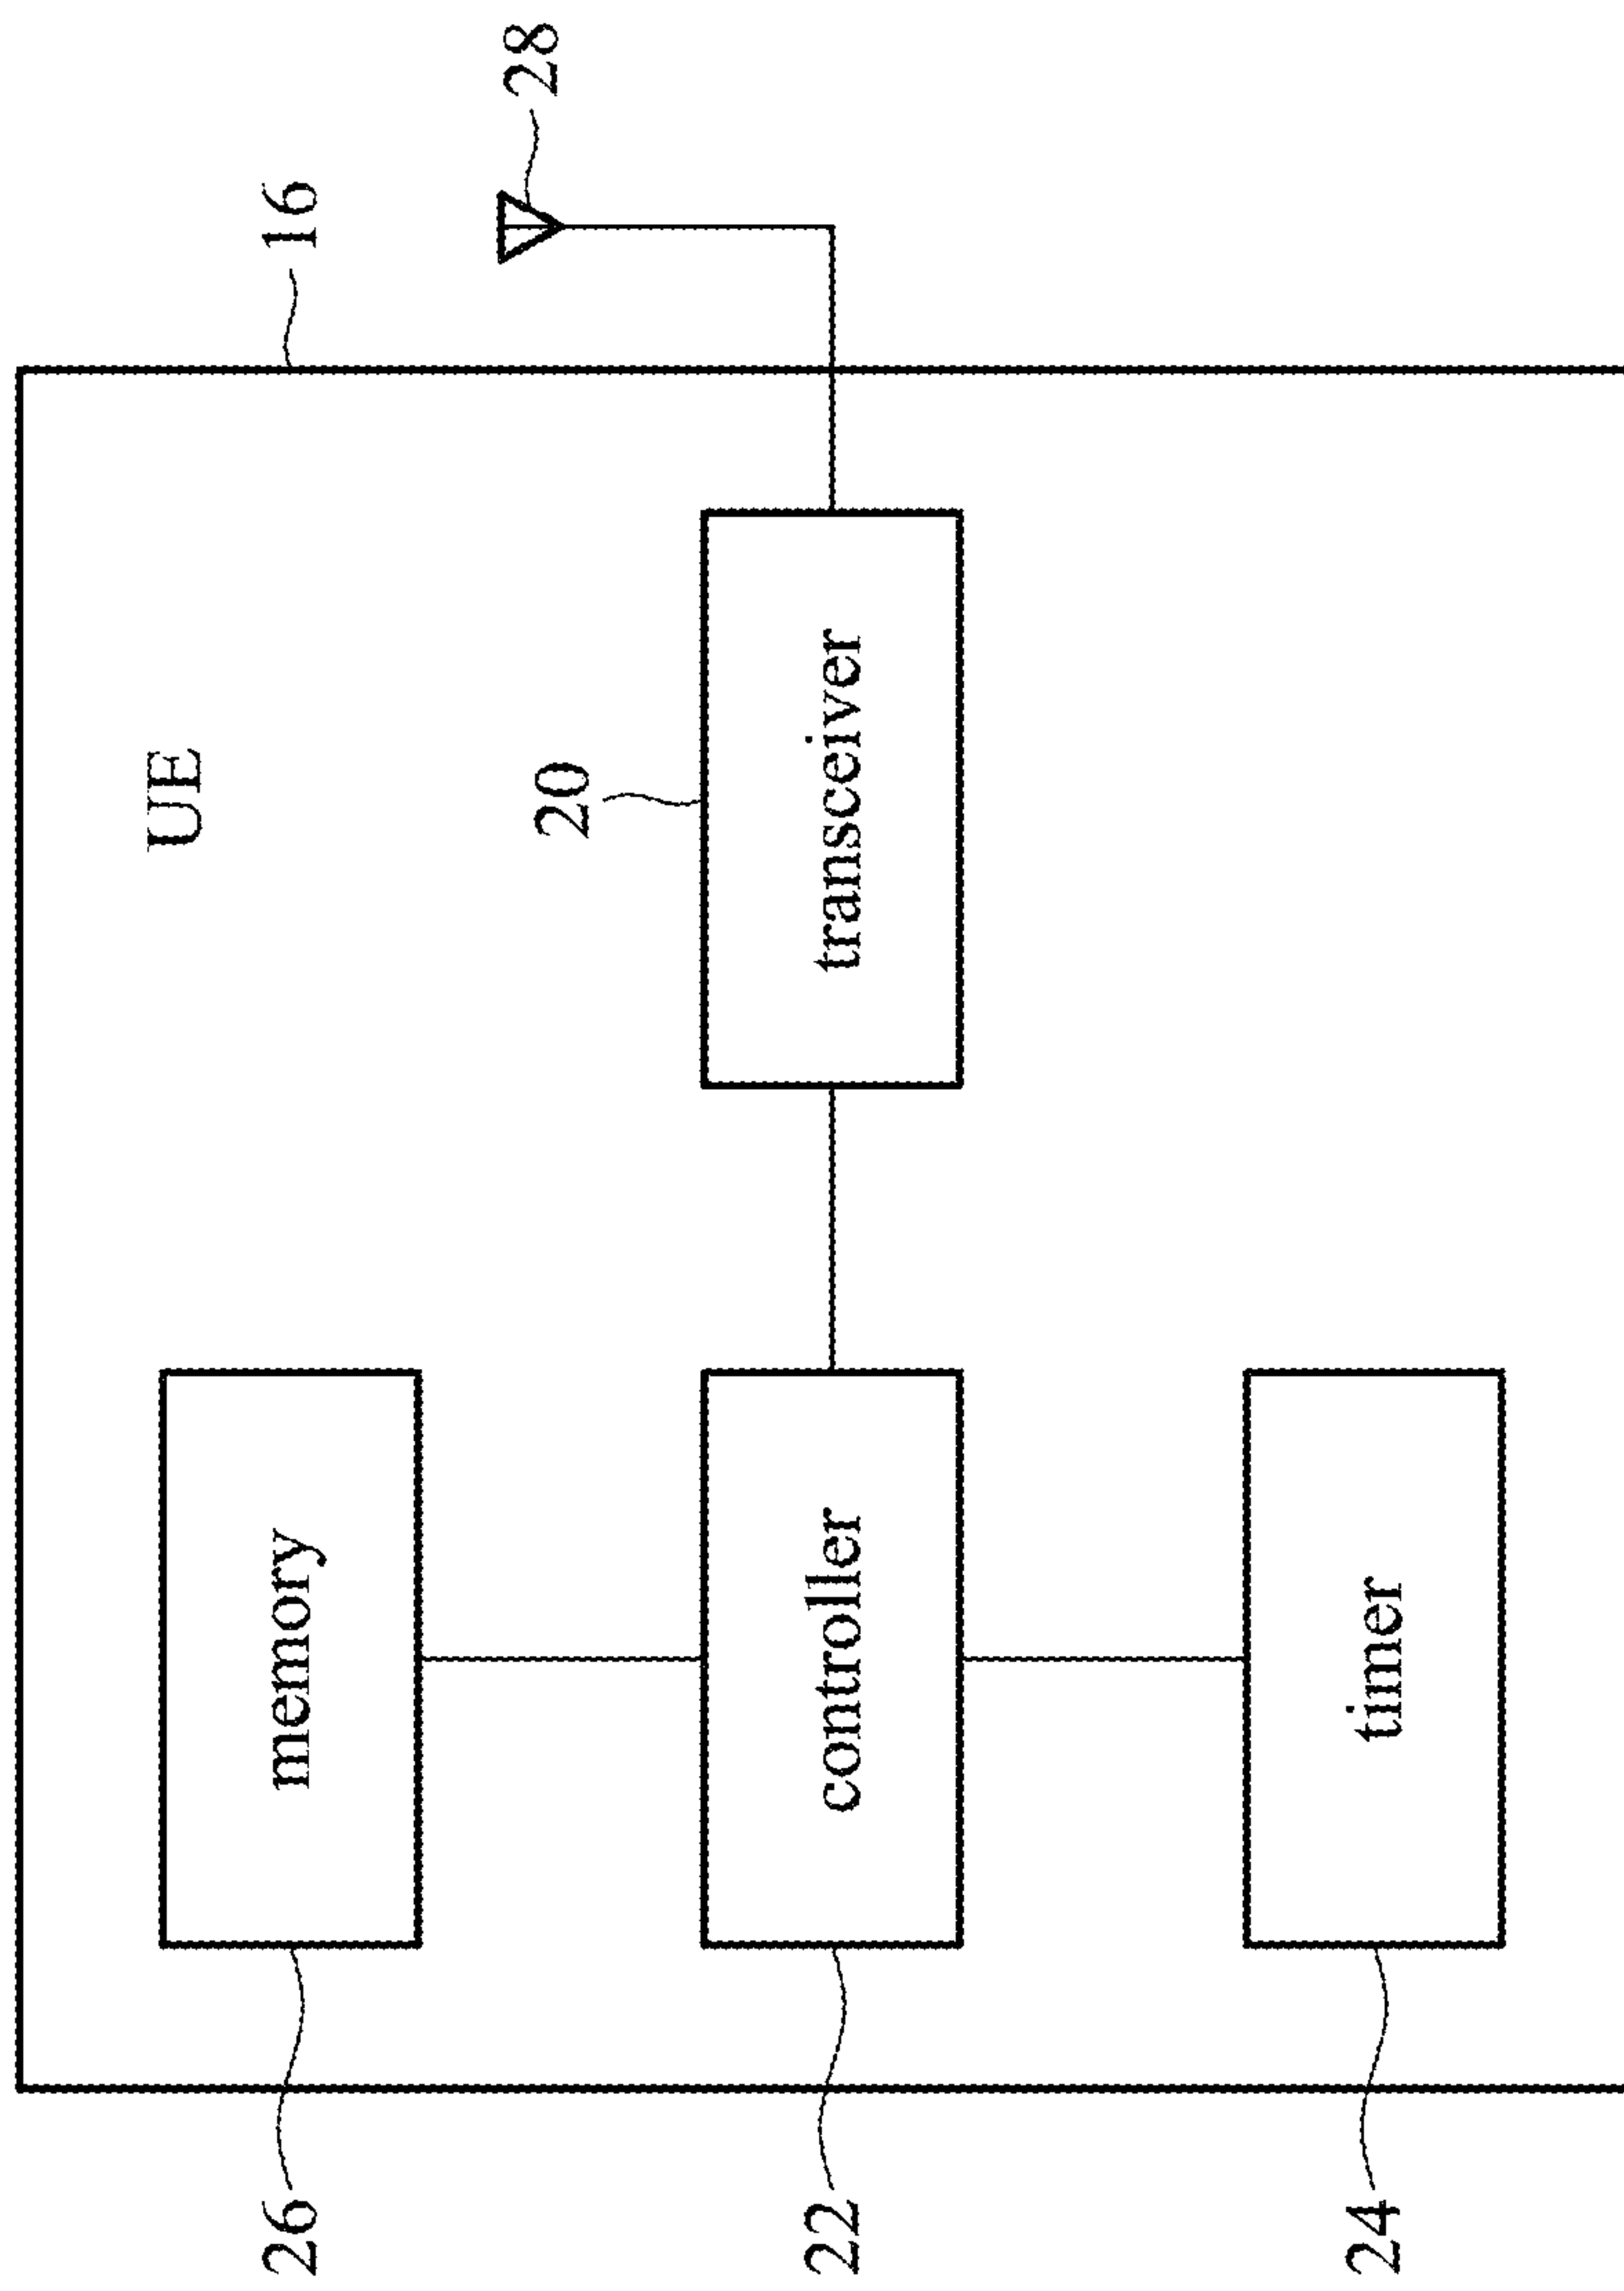 UE
16
28
26
memory
20
22
controller
transceiver
24
timer